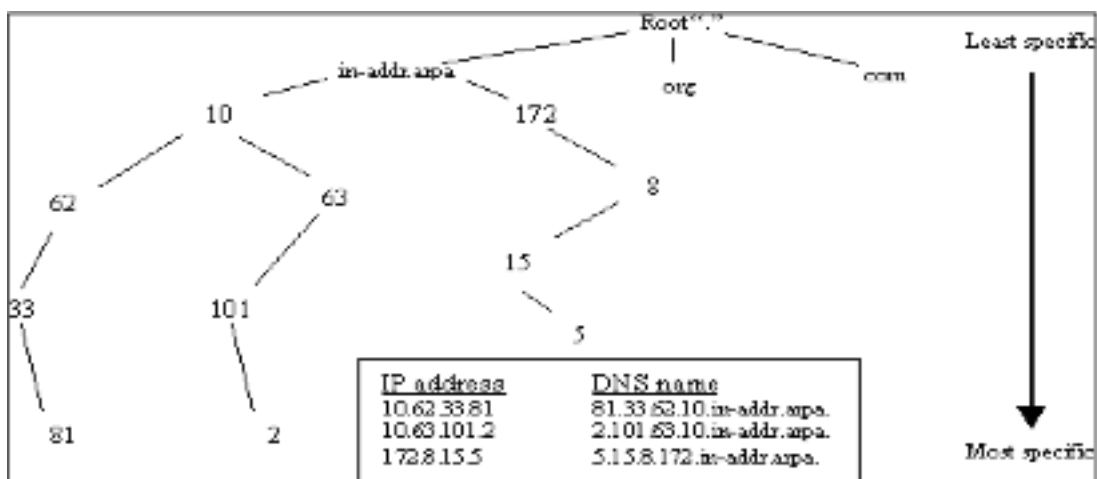 Root“.”
Least specific
in-addr.arpa
org
com
10
172
62
63
8
15
33
101
5
IP address DNS name
10.62.33.81 81.33.62.10.in-addr.arpa.
10.63.101.2 2.101.63.10.in-addr.arpa.
172.8.15.5 5.15.8.172.in-addr.arpa.
81
2
Most specific